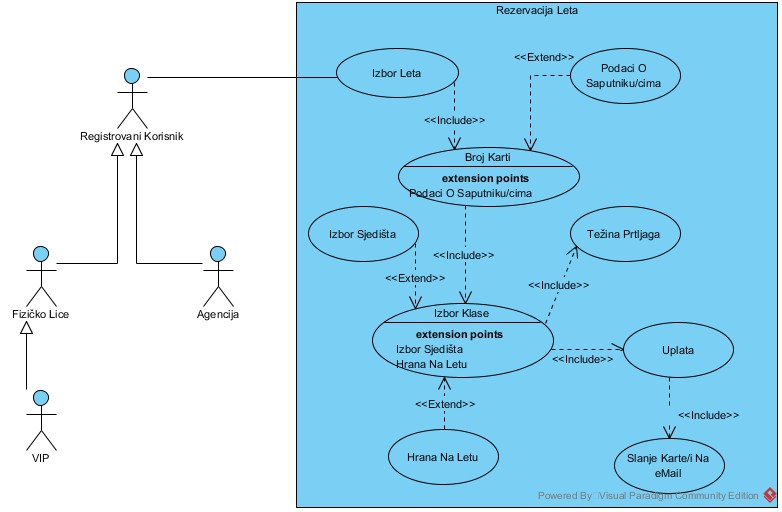 Rezervacija Leta
Izbor Leta
<<Extend>>
Podaci O
Saputniku/cima
<<Include>>
Registrovani Korisnik
Broj Karti
extension points
Podaci O Saputniku/cima
Izbor Sjedišta
Težina Prtljaga
<<Include>>
<<Extend>>
<<Include>>
Fizičko Lice
Agencija
Izbor Klase
extension points
Izbor Sjedišta
Hrana Na Letu
<<Include>>
Uplata
<<Extend>>
<<Include>>
VIP
Hrana Na Letu
Slanje Karte/i Na
eMail
Powered By Visual Paradigm Community Edition